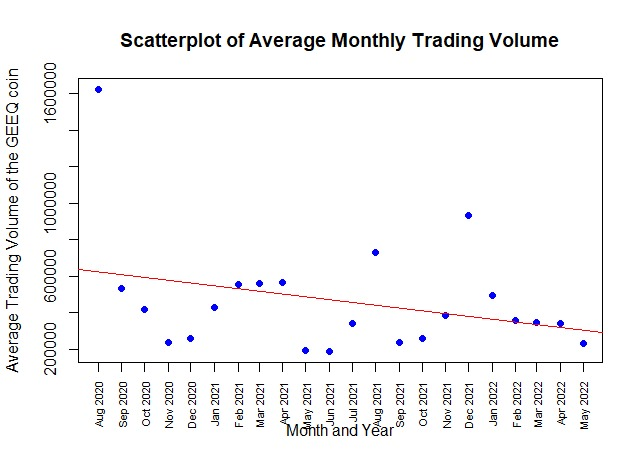 Scatterplot of Average Monthly Trading Volume
Average Trading Volume of the GEEQ coin
1600000
1000000
600000
200000
Aug 2020
Sep 2020
Oct 2020
Nov 2020
Dec 2020
Jan 2021
Feb 2021
Mar 2021
Apr 2021
May 2021
Jun 2021
Jul 2021
Aug 2021
Sep 2021
Oct 2021
Nov 2021
Dec 2021
Jan 2022
Feb 2022
Mar 2022
Apr 2022
May 2022
Month and Year